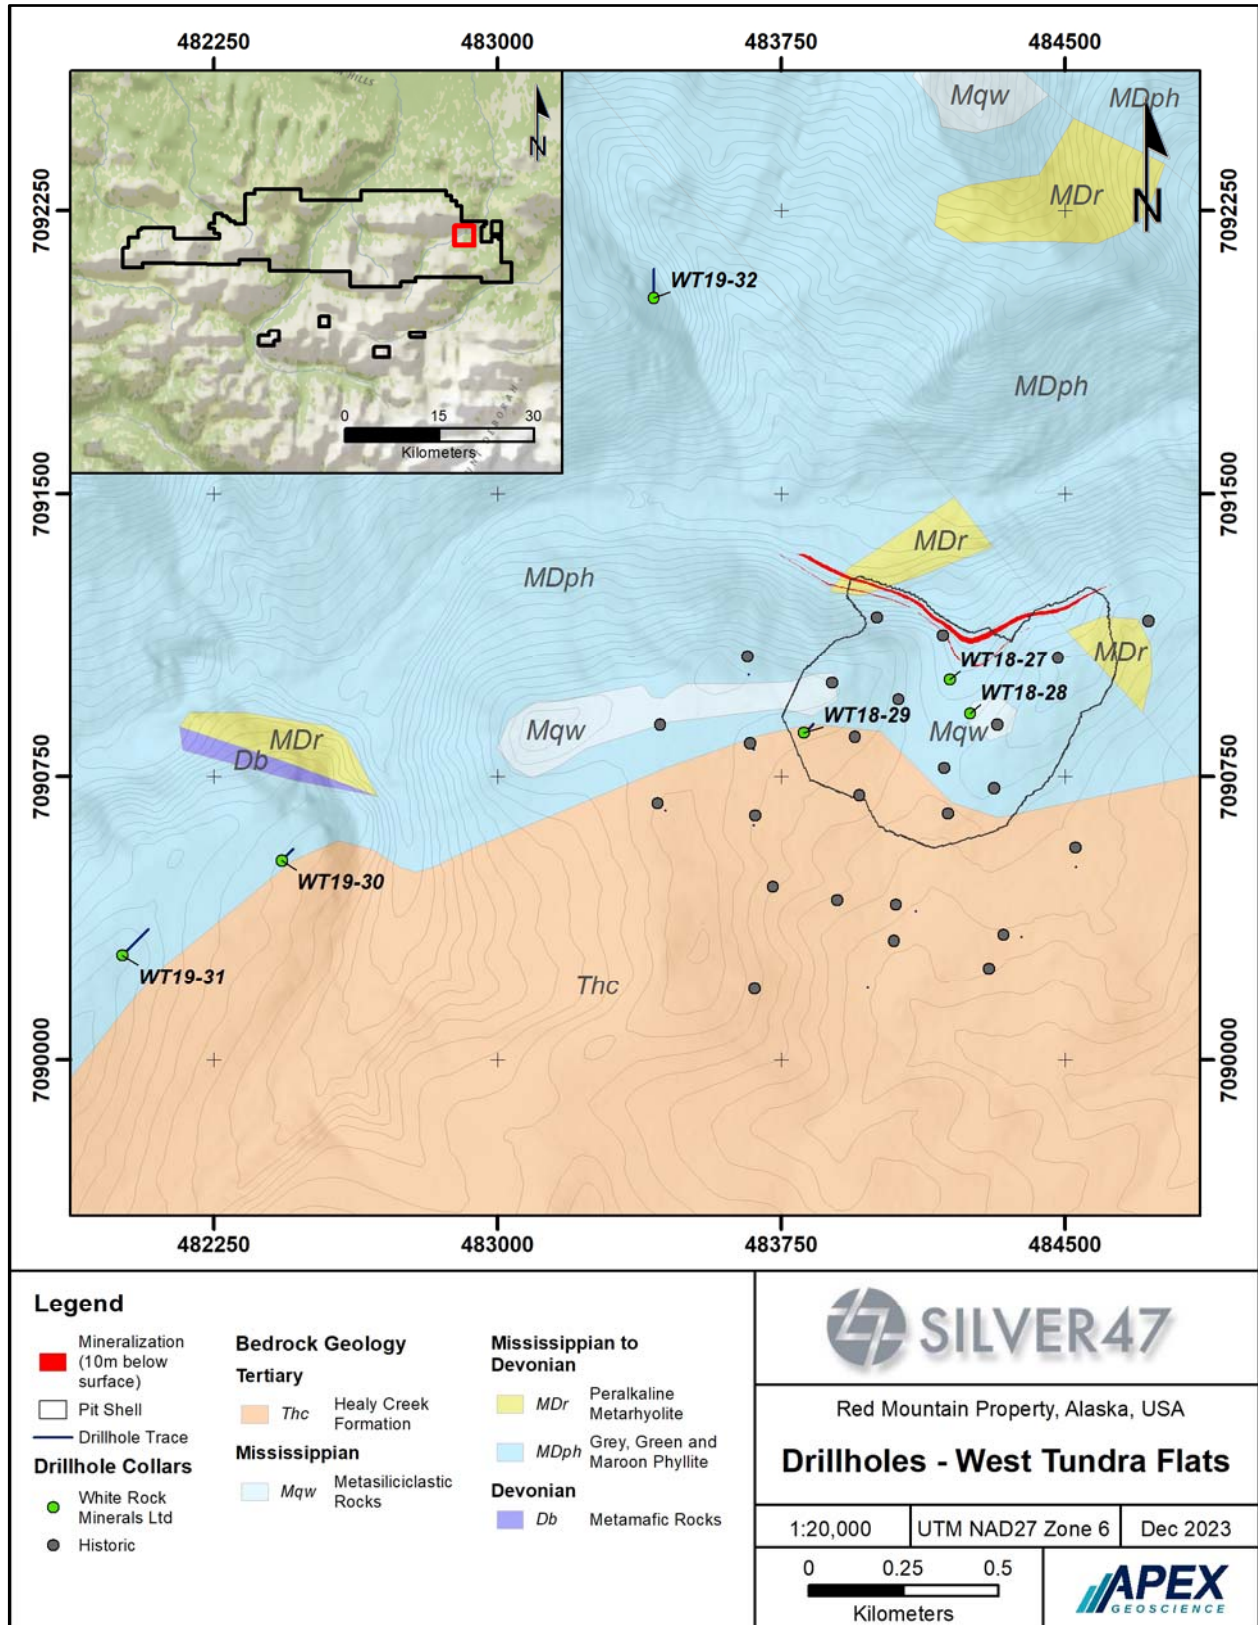 482250 483000 483750 484500
HILLS
N
Mqw
MDph
7092250
7092250
MDr
N
WT19-32
MDph
0 15 30
Kilometers
7091500
7091500
MDr
MDph
WT18-27
MDr
WT18-28
WT18-29
Mqw
Mqw
MDr
Db
7090750
7090750
WT19-30
WT19-31
Thc
7090000
7090000
482250 483000 483750 484500
Legend
Mineralization
(10m below
surface)
Pit Shell
Drillhole Trace
Drillhole Collars
White Rock
Minerals Ltd
Historic
Bedrock Geology
Tertiary
Thc Healy Creek
Formation
Mississippian
Mqw Metasiliciclastic
Rocks
Mississippian to
Devonian
MDr Peralkaline
Metarhyolite
MDph Grey, Green and
Maroon Phyllite
Devonian
Db Metamafic Rocks
SILVER47
Red Mountain Property, Alaska, USA
Drillholes - West Tundra Flats
1:20,000 UTM NAD27 Zone 6 Dec 2023
0 0.25 0.5
Kilometers
APEX
GEOSCIENCE